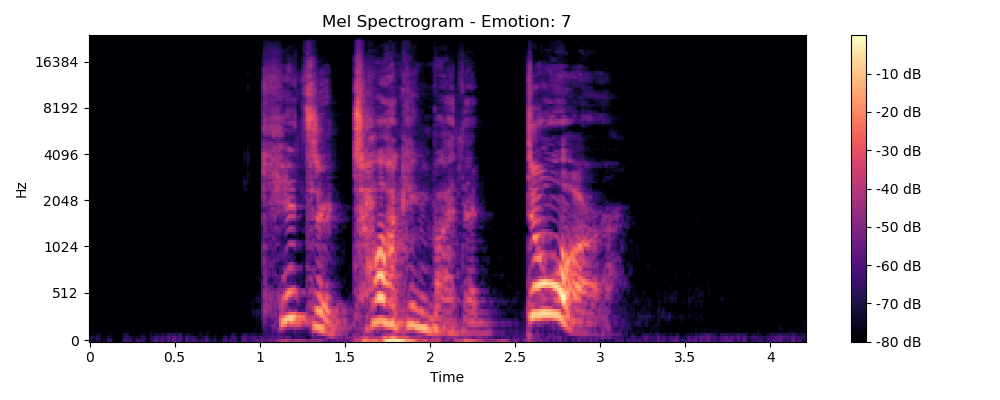 Mel Spectrogram - Emotion: 7
Hz
16384
8192
4096
2048
1024
512
0
0 0.5 1 1.5 2 2.5 3 3.5 4
Time
-10 dB
-20 dB
-30 dB
-40 dB
-50 dB
-60 dB
-70 dB
-80 dB